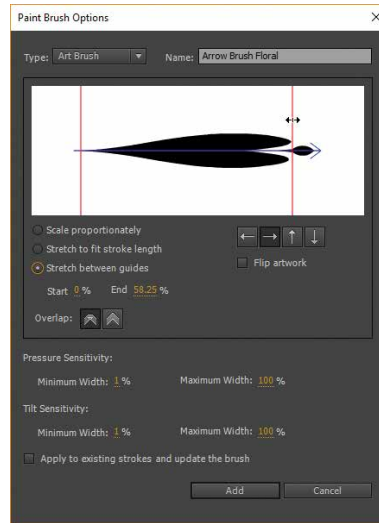 Paint Brush Options
Type: Art Brush Name: Arrow Brush Floral
Scale proportionately
Stretch to fit stroke length
Stretch between guides
Flip artwork
Start 0 % End 58.25 %
Overlap:
Pressure Sensitivity:
Minimum Width: 1 % Maximum Width: 100 %
Tilt Sensitivity:
Minimum Width: 1 % Maximum Width: 100 %
Apply to existing strokes and update the brush
Add Cancel